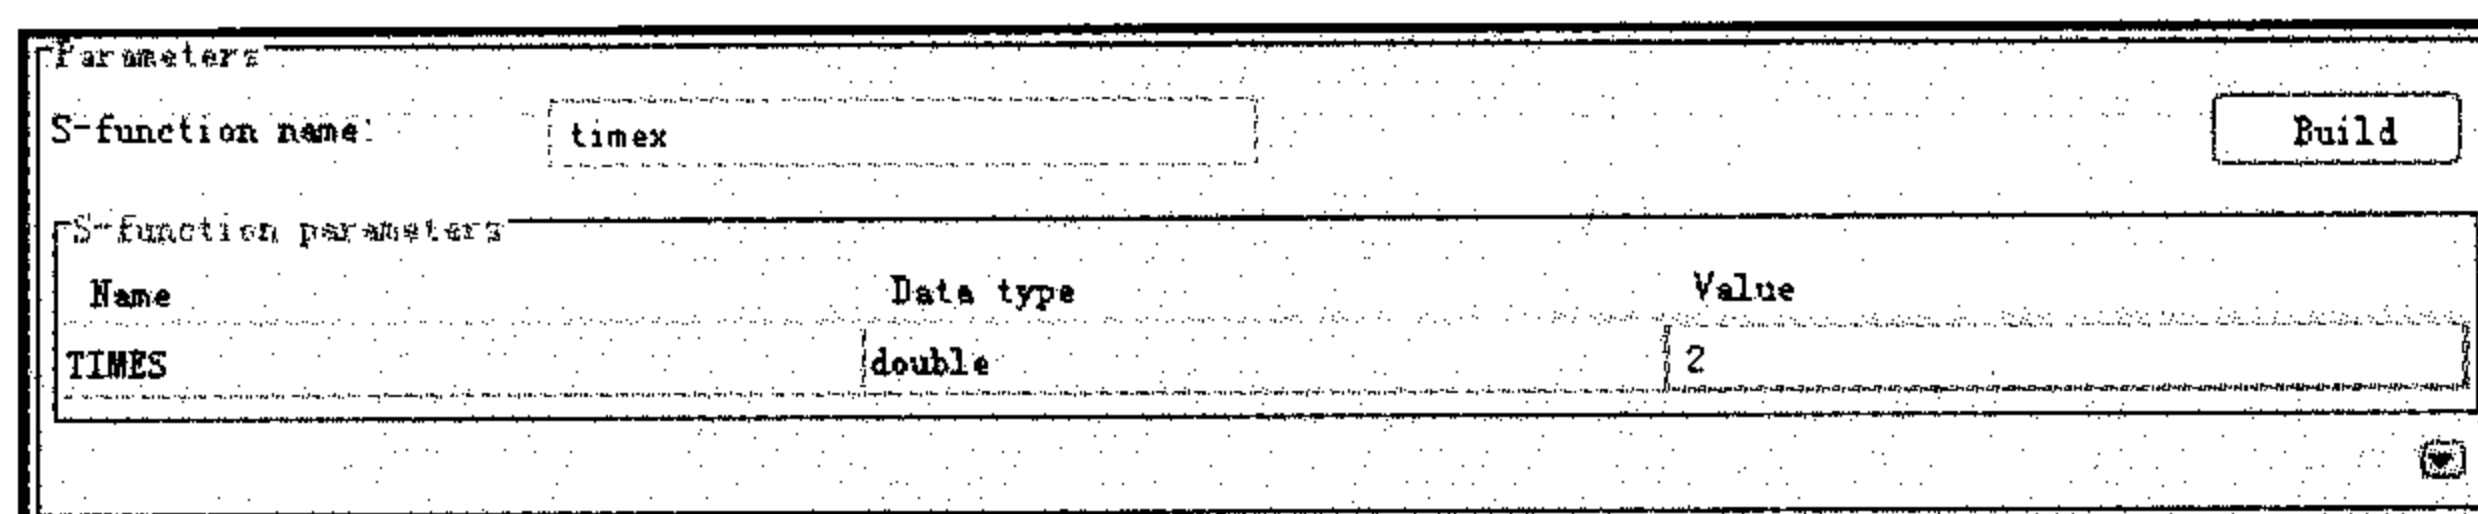 Parameters
S-function name: timex Build
S-function parameters
Name Data type Value
TIMES double 2